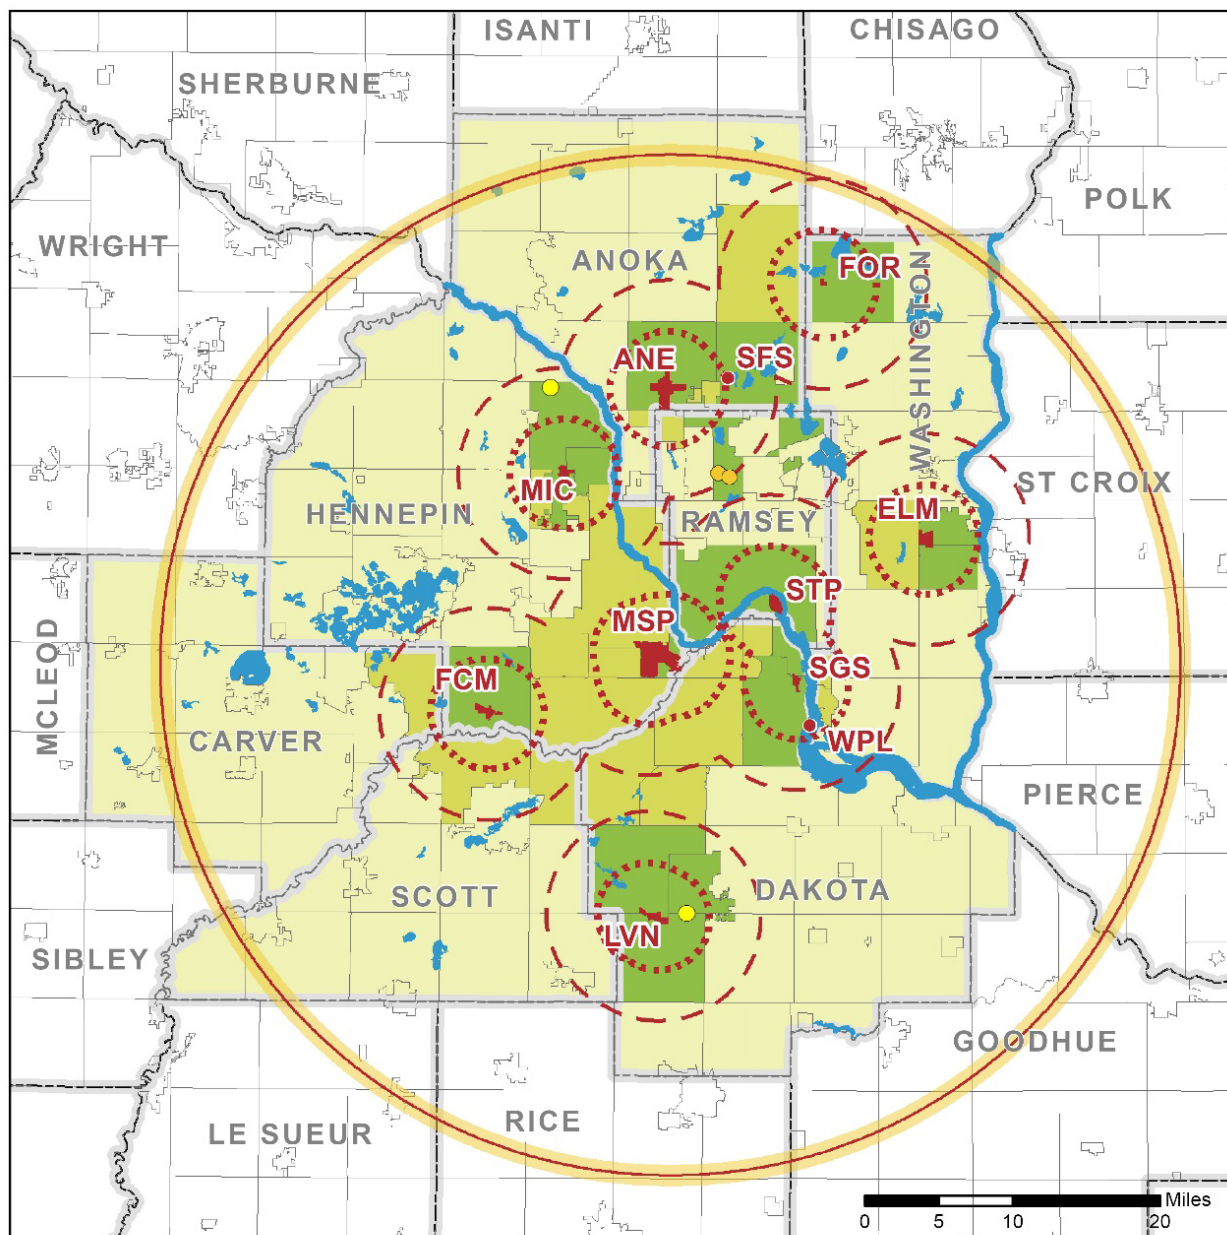 ISANTI
CHISAGO
SHERBURNE
POLK
WRIGHT
ANOKA
FOR
WASHINGTON
ANE
SFS
MIC
HENNEPIN
RAMSEY
ELM
ST CROIX
STP
MSP
MCLEOD
FCM
SGS
CARVER
WPL
PIERCE
SCOTT
DAKOTA
LVN
SIBLEY
GOODHUE
RICE
LE SUEUR
Miles
0 5 10 20